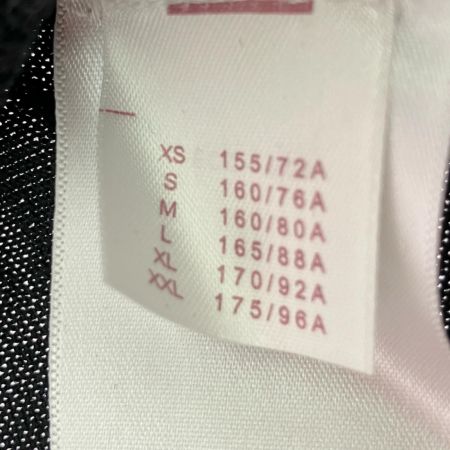 XS 155/72A
S 160/76A
M 160/80A
L 165/88A
XL 170/92A
XXL 175/96A